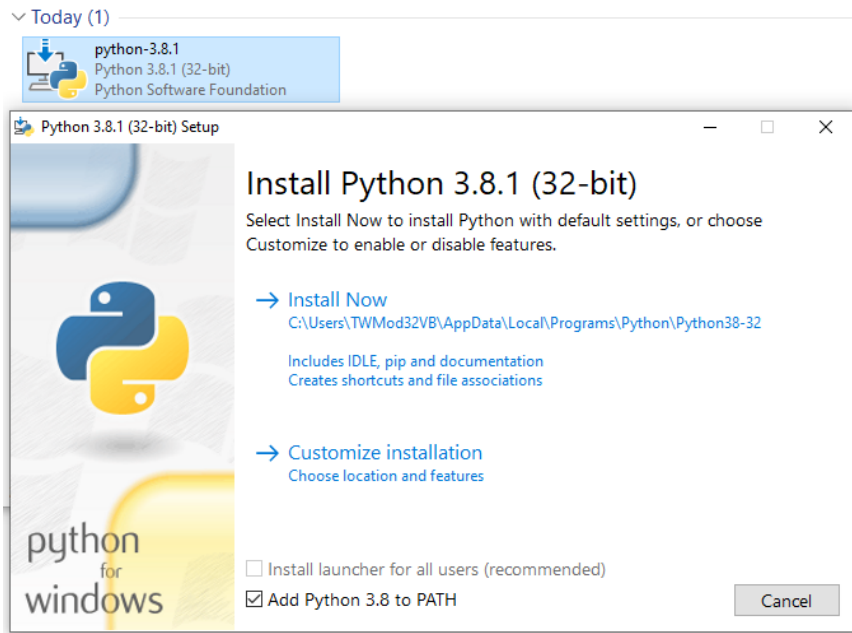 Today (1)
python-3.8.1
Python 3.8.1 (32-bit)
Python Software Foundation
Python 3.8.1 (32-bit) Setup
Install Python 3.8.1 (32-bit)
Select Install Now to install Python with default settings, or choose
Customize to enable or disable features.
Install Now
C:\Users\TWMod32VB\AppData\Local\Programs\Python\Python38-32
Includes IDLE, pip and documentation
Creates shortcuts and file associations
Customize installation
Choose location and features
python
for
windows
Install launcher for all users (recommended)
Add Python 3.8 to PATH
Cancel